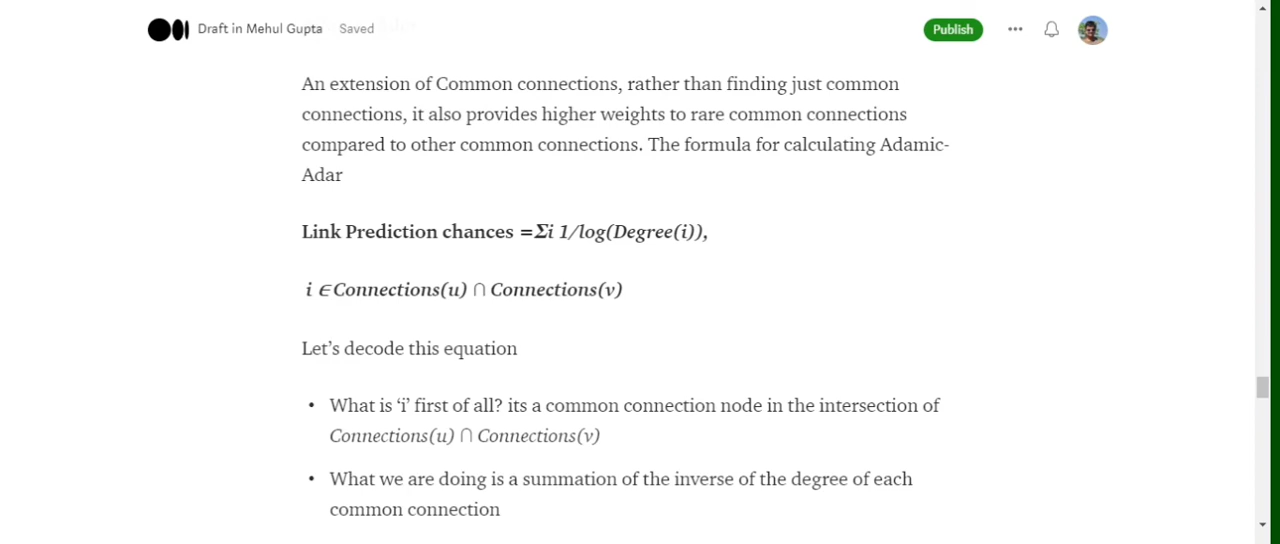 Draft in Mehul Gupta Saved
Publish
An extension of Common connections, rather than finding just common
connections, it also provides higher weights to rare common connections
compared to other common connections. The formula for calculating Adamic-
Adar
Link Prediction chances =Σi 1/log(Degree(i)),
i ∈ Connections(u) ∩ Connections(v)
Let’s decode this equation
• What is ‘i’ first of all? its a common connection node in the intersection of
Connections(u) ∩ Connections(v)
• What we are doing is a summation of the inverse of the degree of each
common connection